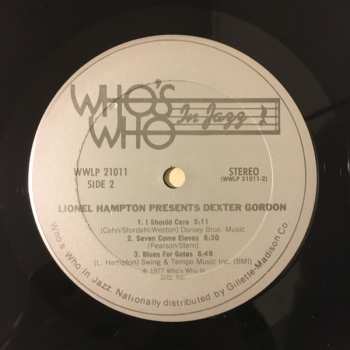 WHO'S
WHO In Jazz
WWLP 21011 STEREO
SIDE 2 (WWLP 21011-2)
LIONEL HAMPTON PRESENTS DEXTER GORDON
1. I Should Care 5:11
(Cahn/Stordahl/Weston) Dorsey Bros. Music
2. Seven Come Eleven 6:30
(Pearson/Stern)
3. Blues For Gates 6:49
(L. Hampton) Swing & Tempo Music Inc. (BMI)
℗ 1977 Who's Who In
Jazz, Inc.
Who's Who In Jazz. Nationally distributed by Gillette-Madison Co